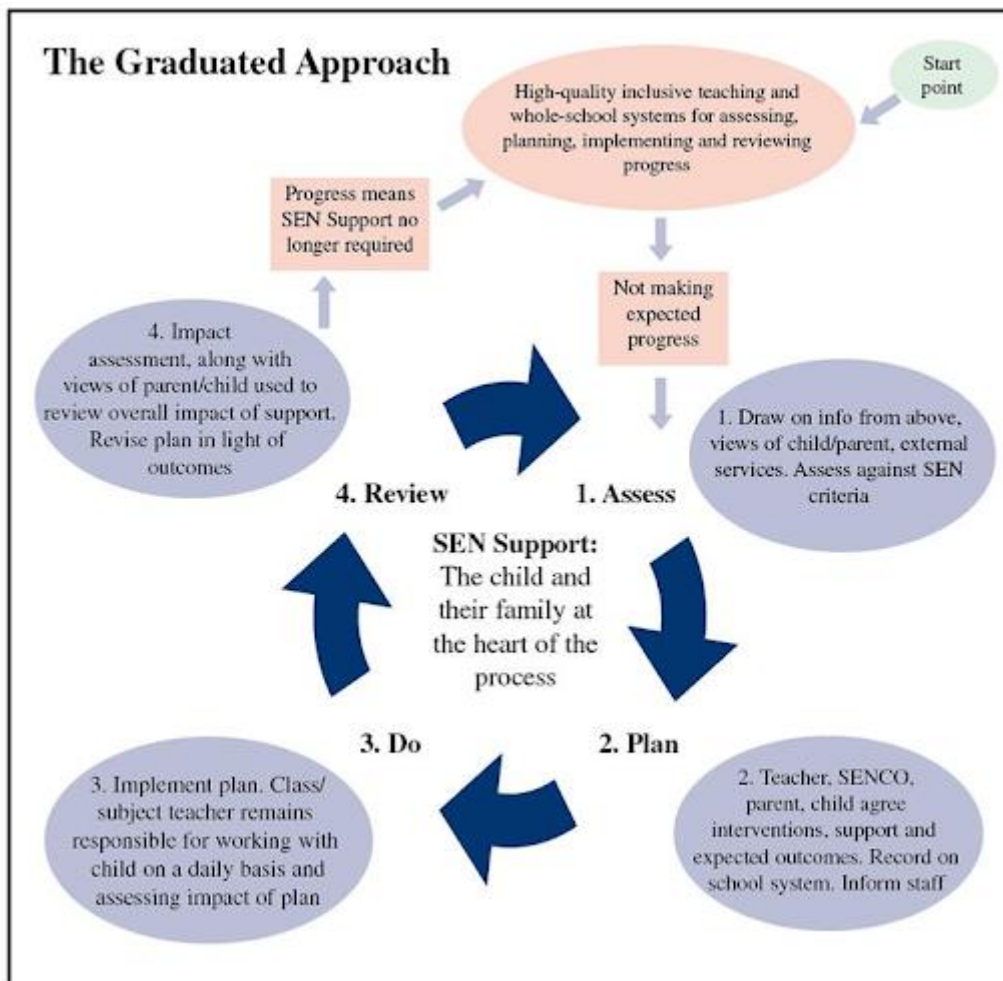 The Graduated Approach
Start
point
High-quality inclusive teaching and
whole-school systems for assessing,
planning, implementing and reviewing
progress
Progress means
SEN Support no
longer required
Not making
expected
progress
4. Impact
assessment, along with
views of parent/child used to
review overall impact of support.
Revise plan in light of
outcomes
1. Draw on info from above,
views of child/parent, external
services. Assess against SEN
criteria
4. Review
1. Assess
SEN Support:
The child and
their family at
the heart of the
process
3. Do
2. Plan
3. Implement plan. Class/
subject teacher remains
responsible for working with
child on a daily basis and
assessing impact of plan
2. Teacher, SENCO,
parent, child agree
interventions, support and
expected outcomes. Record on
school system. Inform staff